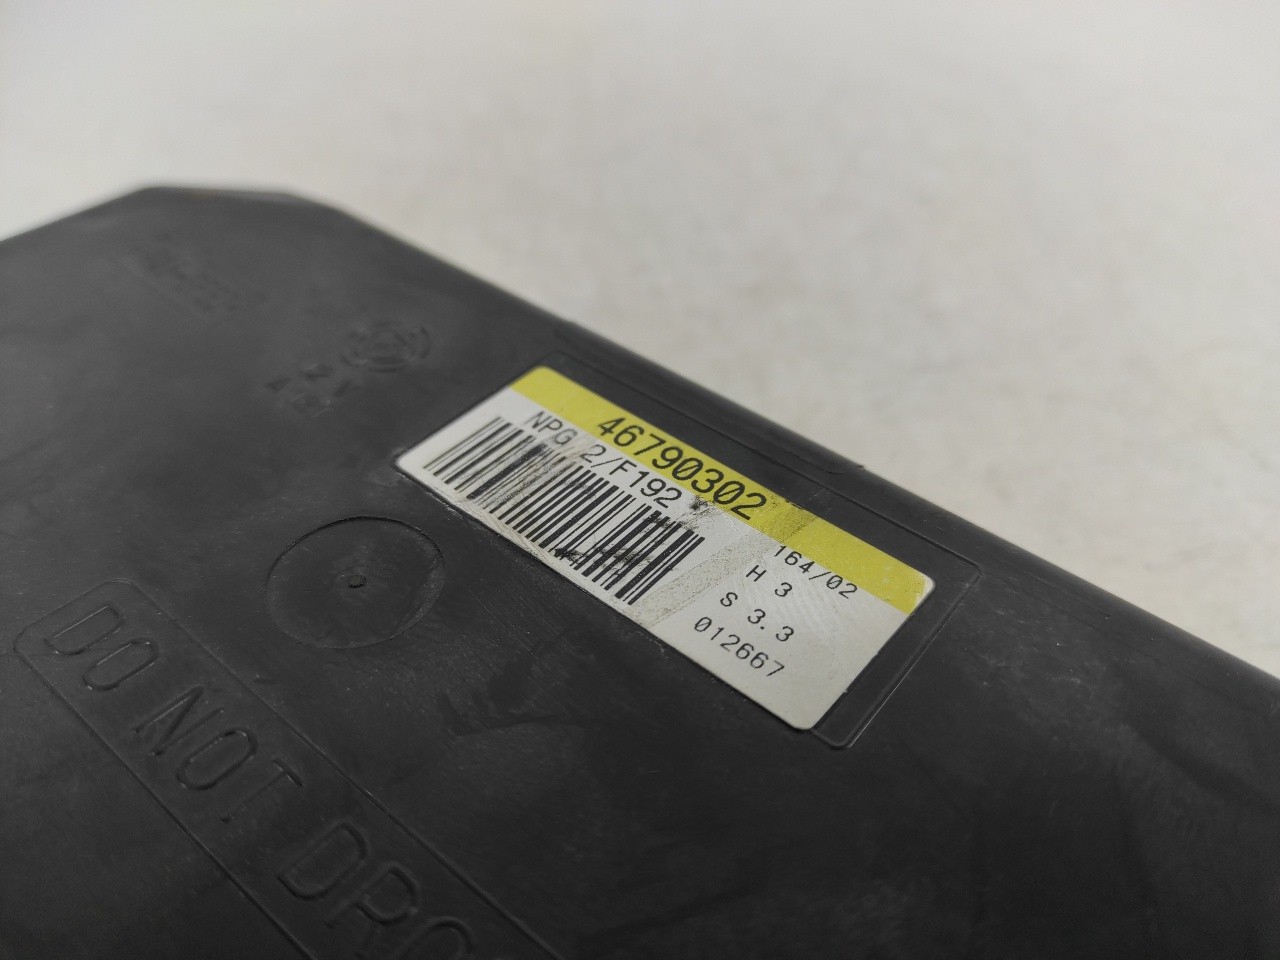 46790302
NPG 2/F192
164/02
H 3
S 3.3
012667
DO NOT DRO